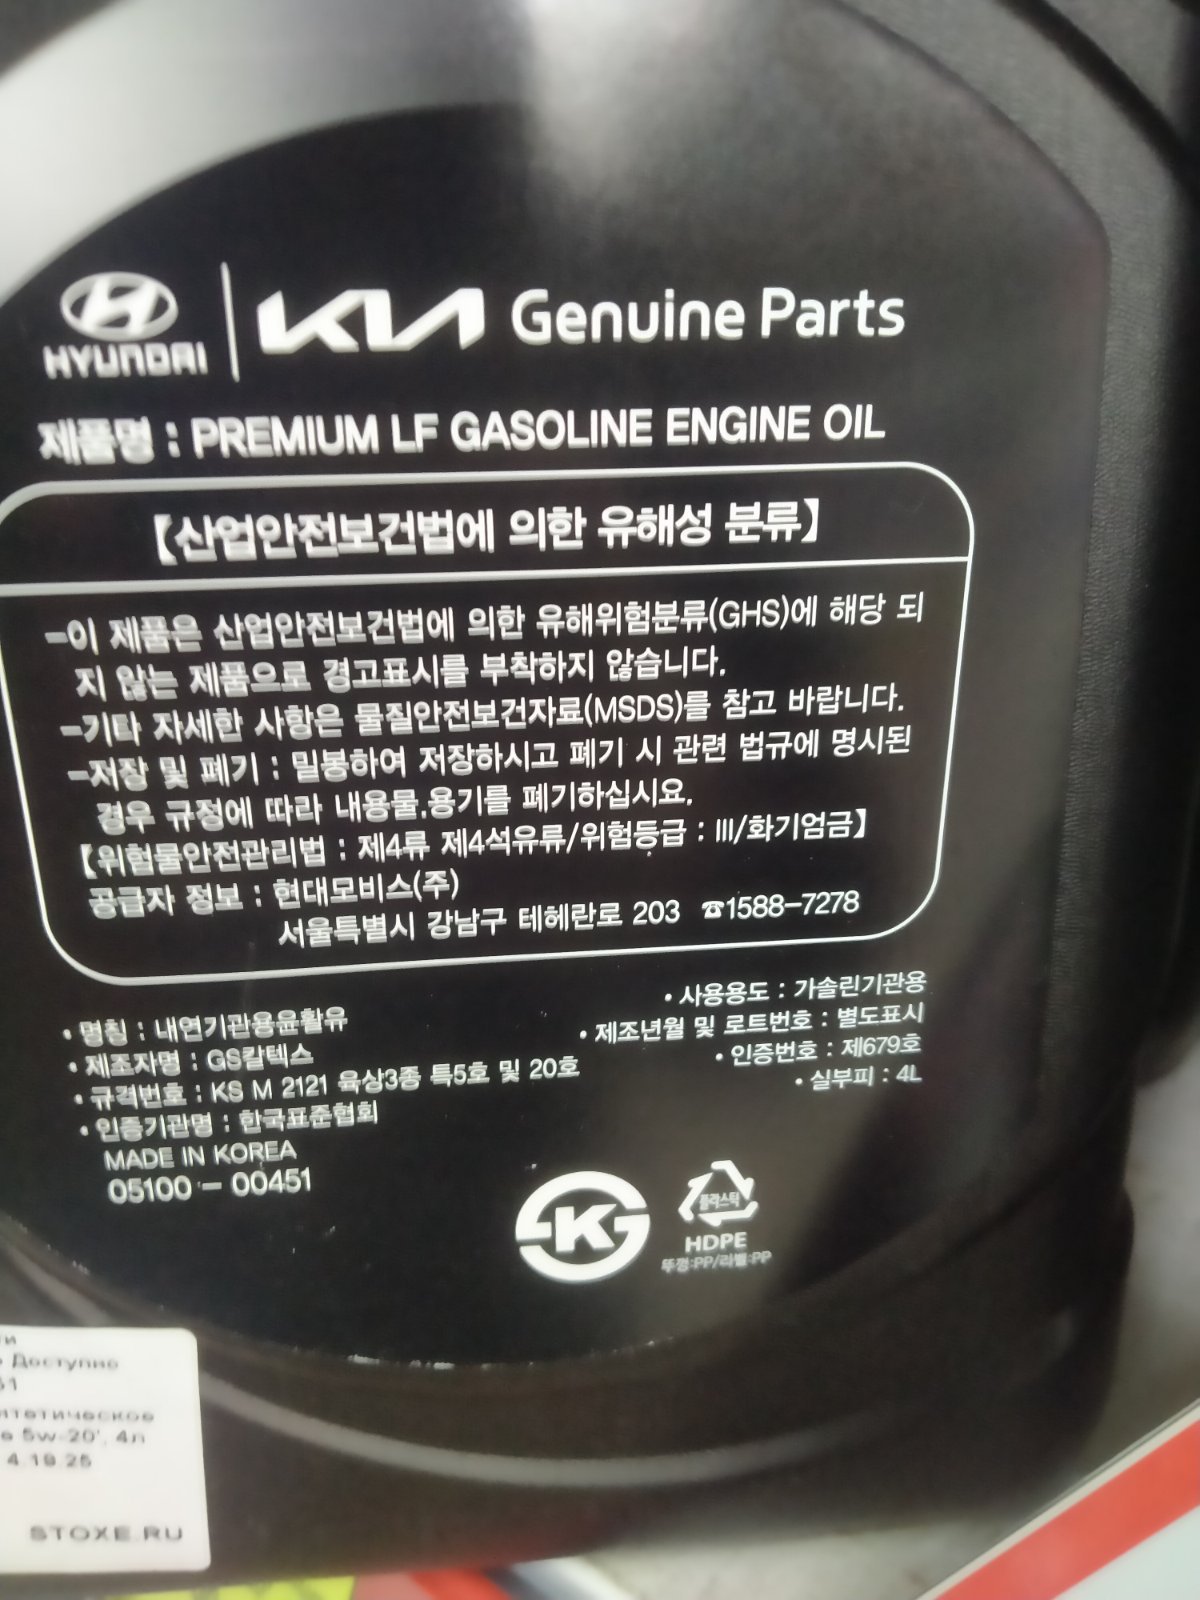 HYUNDAI KIA Genuine Parts
제품명 : PREMIUM LF GASOLINE ENGINE OIL
【산업안전보건법에 의한 유해성 분류】
-이 제품은 산업안전보건법에 의한 유해위험분류(GHS)에 해당 되
지 않는 제품으로 경고표시를 부착하지 않습니다.
-기타 자세한 사항은 물질안전보건자료(MSDS)를 참고 바랍니다.
-저장 및 폐기 : 밀봉하여 저장하시고 폐기 시 관련 법규에 명시된
경우 규정에 따라 내용물.용기를 폐기하십시요.
【위험물안전관리법 : 제4류 제4석유류/위험등급 : III/화기엄금】
공급자 정보 : 현대모비스(주)
서울특별시 강남구 테헤란로 203 ☎1588-7278
• 명칭 : 내연기관용윤활유
• 제조자명 : GS칼텍스
• 규격번호 : KS M 2121 육상3종 특5호 및 20호
• 인증기관명 : 한국표준협회
MADE IN KOREA
05100 - 00451
• 사용용도 : 가솔린기관용
• 제조년월 및 로트번호 : 별도표시
• 인증번호 : 제679호
• 실부피 : 4L
K
플라스틱
HDPE
뚜껑:PP/라벨:PP
Доступно
51
5w-20', 4л
4.19.25
STOXE.RU